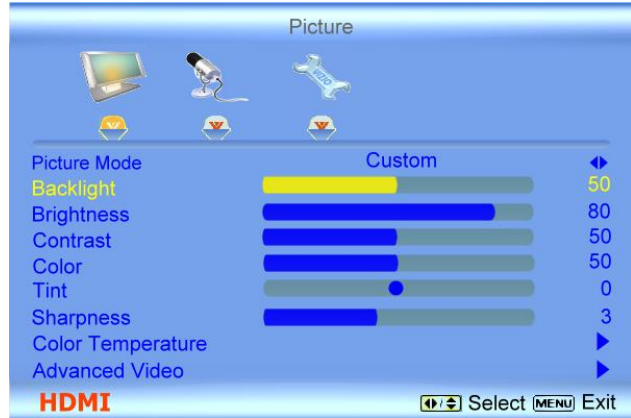 Picture
VIZIO
Picture Mode Custom
Backlight 50
Brightness 80
Contrast 50
Color 50
Tint 0
Sharpness 3
Color Temperature
Advanced Video
HDMI Select MENU Exit